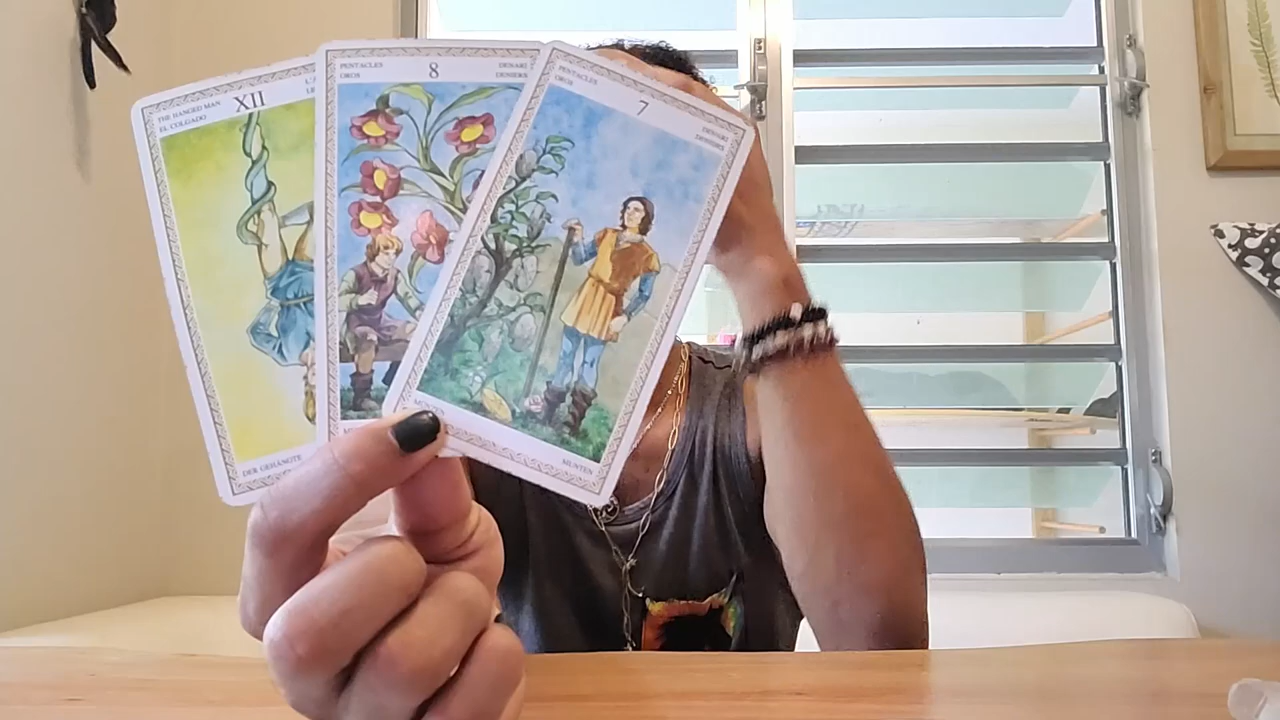 THE HANGED MAN
EL COLGADO
XII
DER GEHÄNGTE
PENTACLES
OROS
8
DENARI
DENIERS
PENTACLES
OROS
7
DENARI
DENIERS
MUNTEN